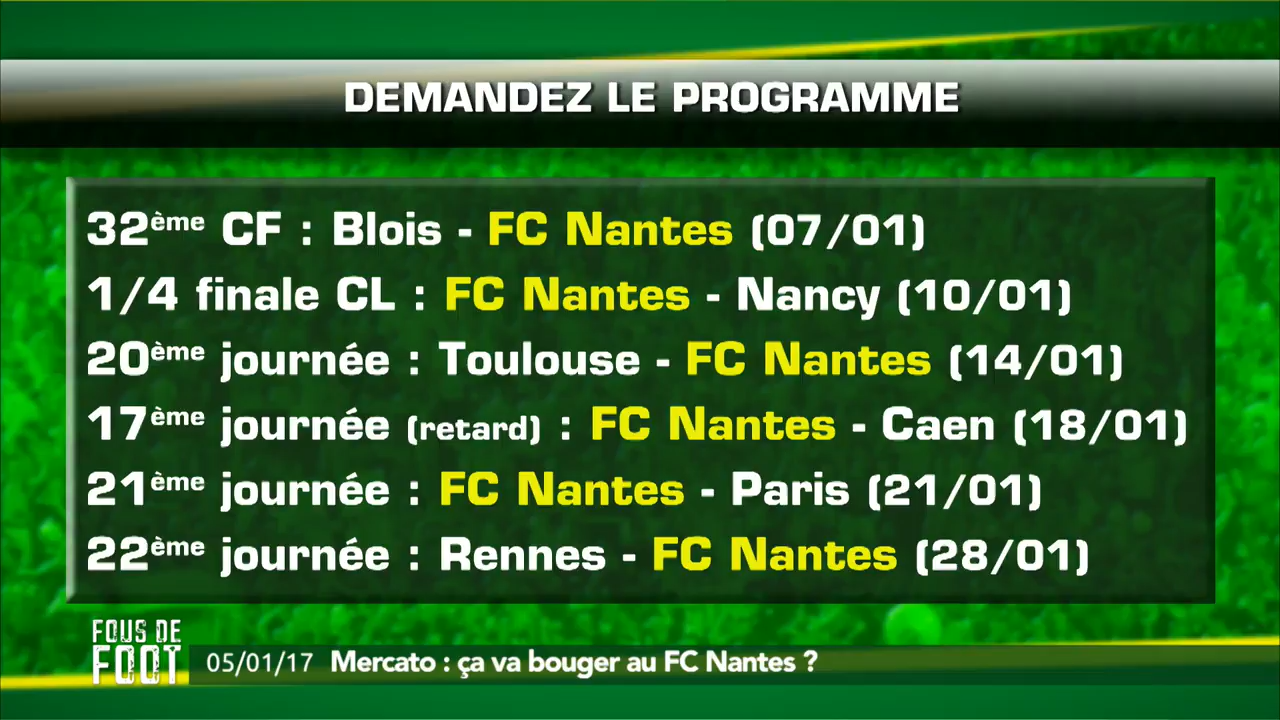 DEMANDEZ LE PROGRAMME
32ème CF : Blois - FC Nantes (07/01)
1/4 finale CL : FC Nantes - Nancy (10/01)
20ème journée : Toulouse - FC Nantes (14/01)
17ème journée (retard) : FC Nantes - Caen (18/01)
21ème journée : FC Nantes - Paris (21/01)
22ème journée : Rennes - FC Nantes (28/01)
FOUS DE
FOOT
05/01/17 Mercato : ça va bouger au FC Nantes ?